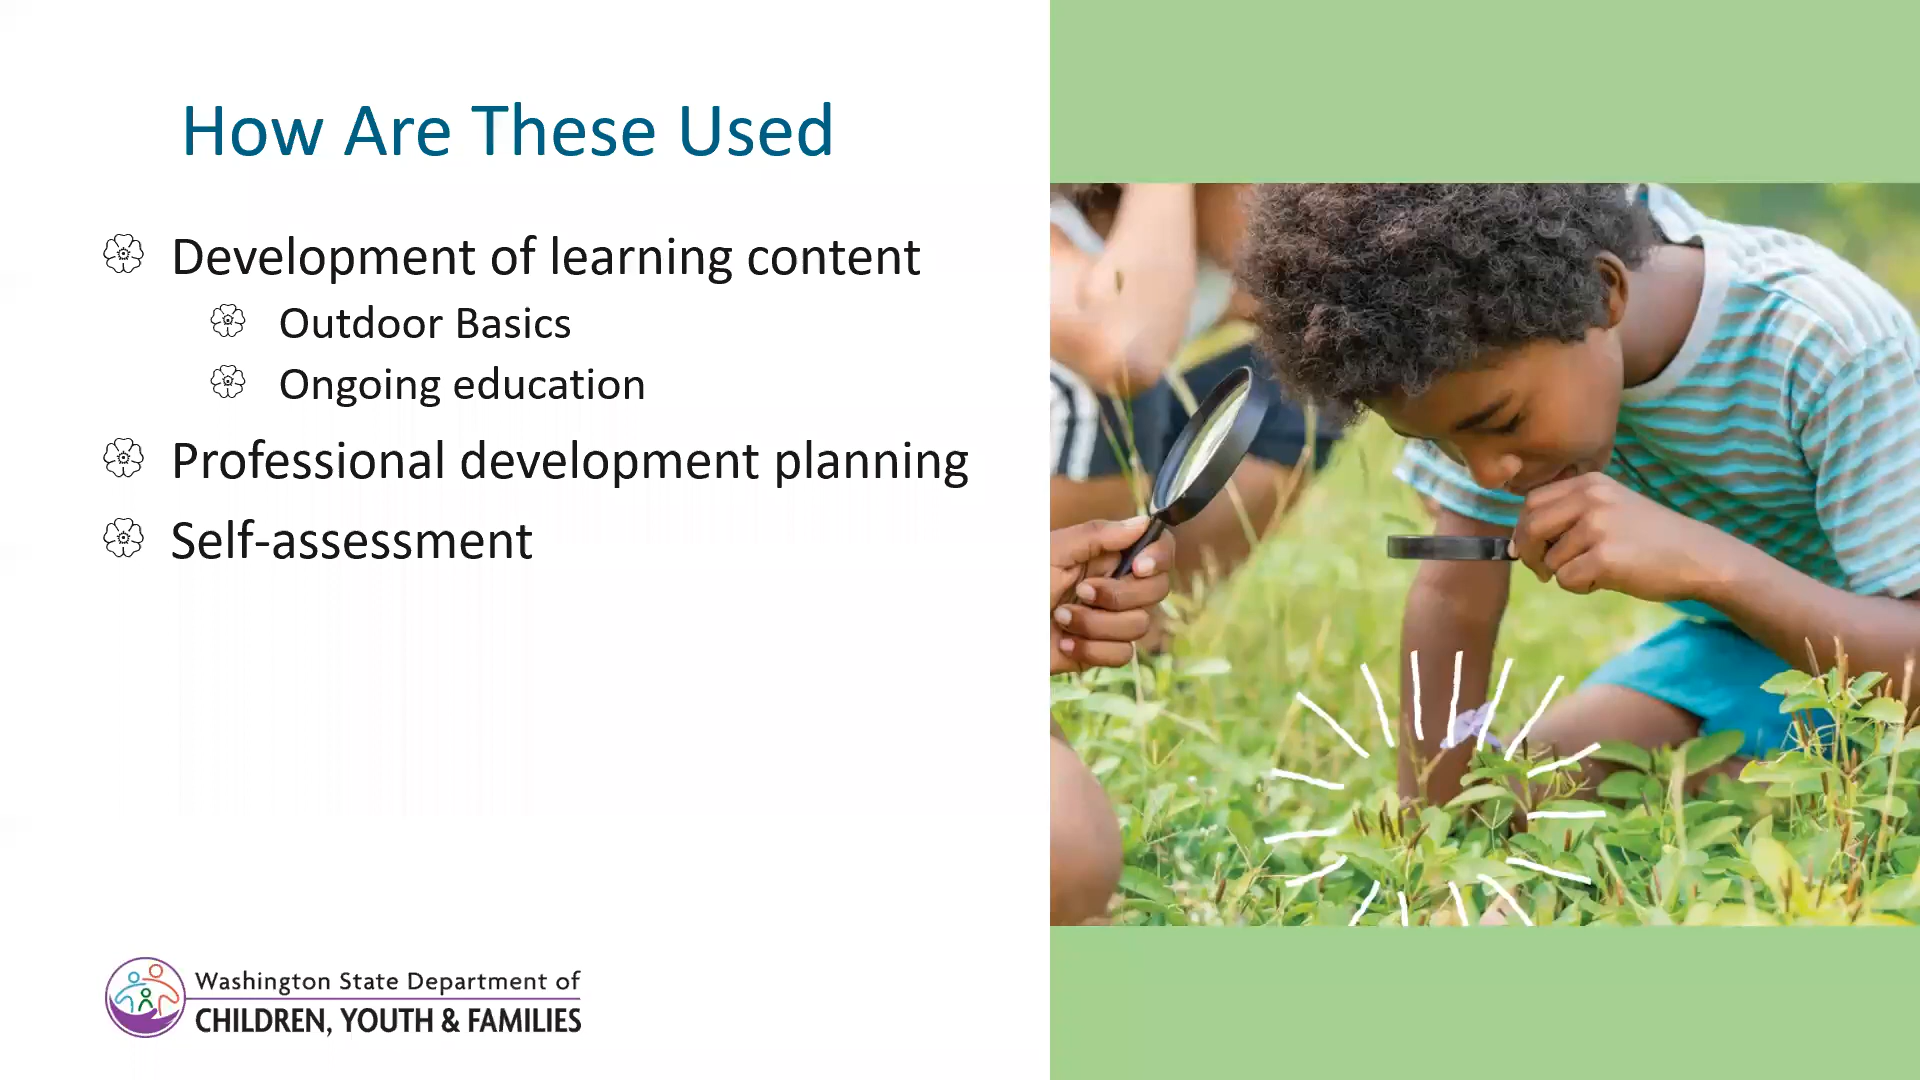 How Are These Used
Development of learning content
Outdoor Basics
Ongoing education
Professional development planning
Self-assessment
Washington State Department of
CHILDREN, YOUTH & FAMILIES